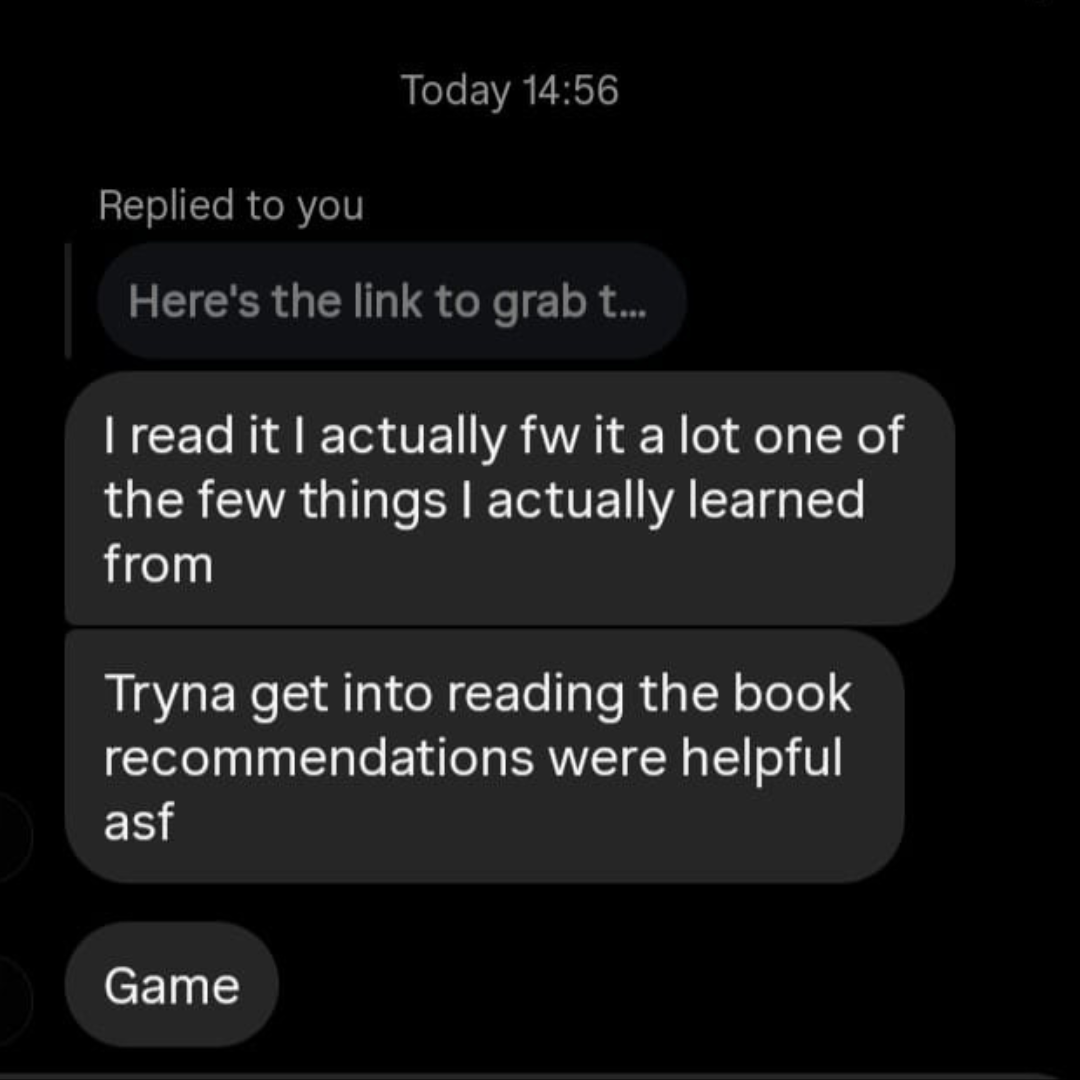 Today 14:56
Replied to you
Here's the link to grab t...
I read it I actually fw it a lot one of
the few things I actually learned
from
Tryna get into reading the book
recommendations were helpful
asf
Game